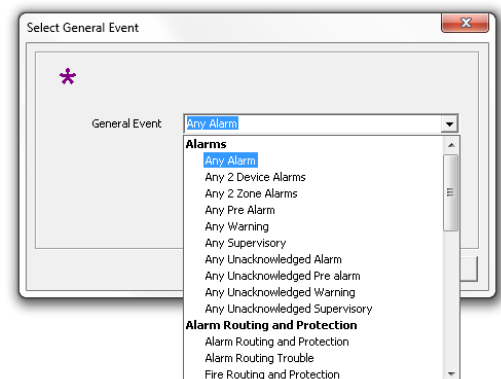 Select General Event
General Event
Any Alarm
Alarms
Any Alarm
Any 2 Device Alarms
Any 2 Zone Alarms
Any Pre Alarm
Any Warning
Any Supervisory
Any Unacknowledged Alarm
Any Unacknowledged Pre alarm
Any Unacknowledged Warning
Any Unacknowledged Supervisory
Alarm Routing and Protection
Alarm Routing and Protection
Alarm Routing Trouble
Fire Routing and Protection